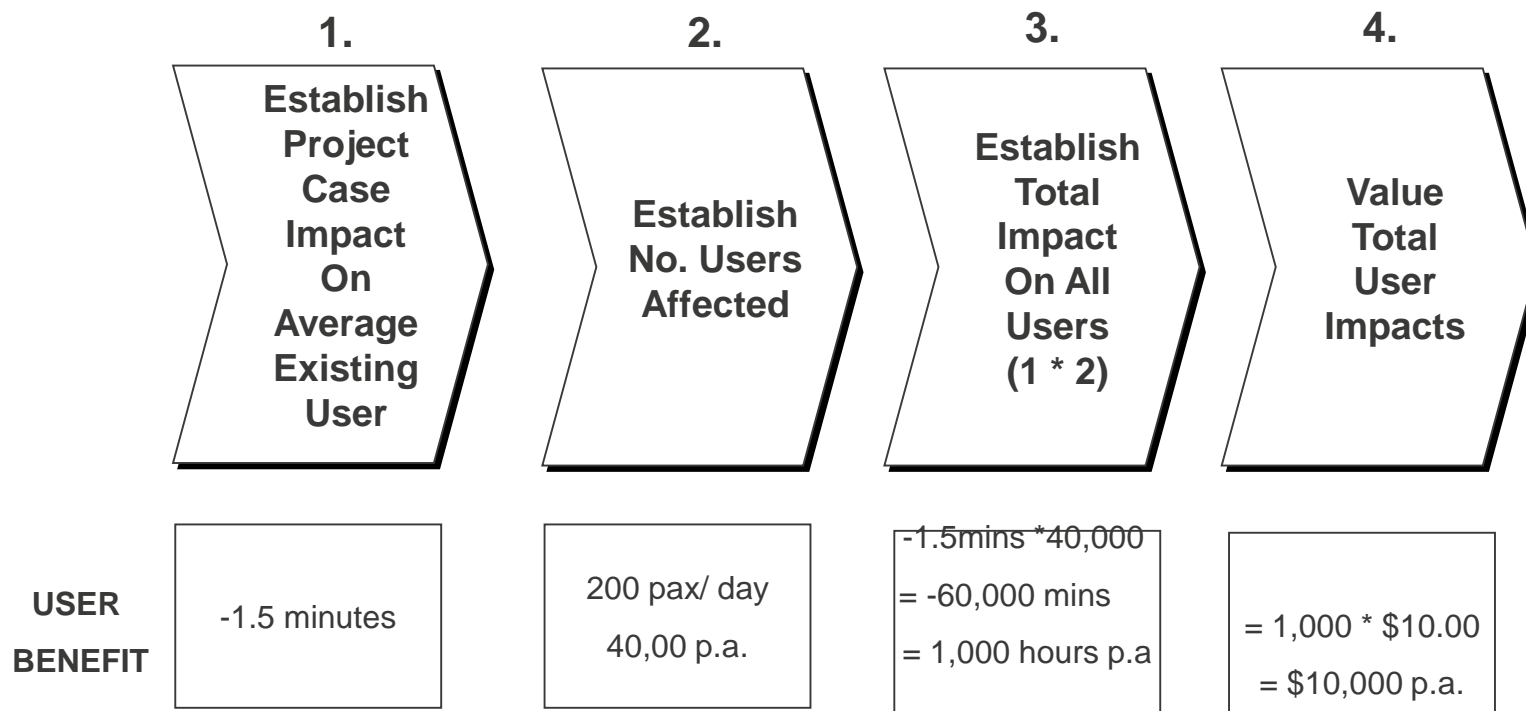 1.
Establish
Project
Case
Impact
On
Average
Existing
User
2.
Establish
No. Users
Affected
3.
Establish
Total
Impact
On All
Users
(1 * 2)
4.
Value
Total
User
Impacts
USER
BENEFIT
-1.5 minutes
200 pax/ day
40,00 p.a.
-1.5mins *40,000
= -60,000 mins
= 1,000 hours p.a
= 1,000 * $10.00
= $10,000 p.a.